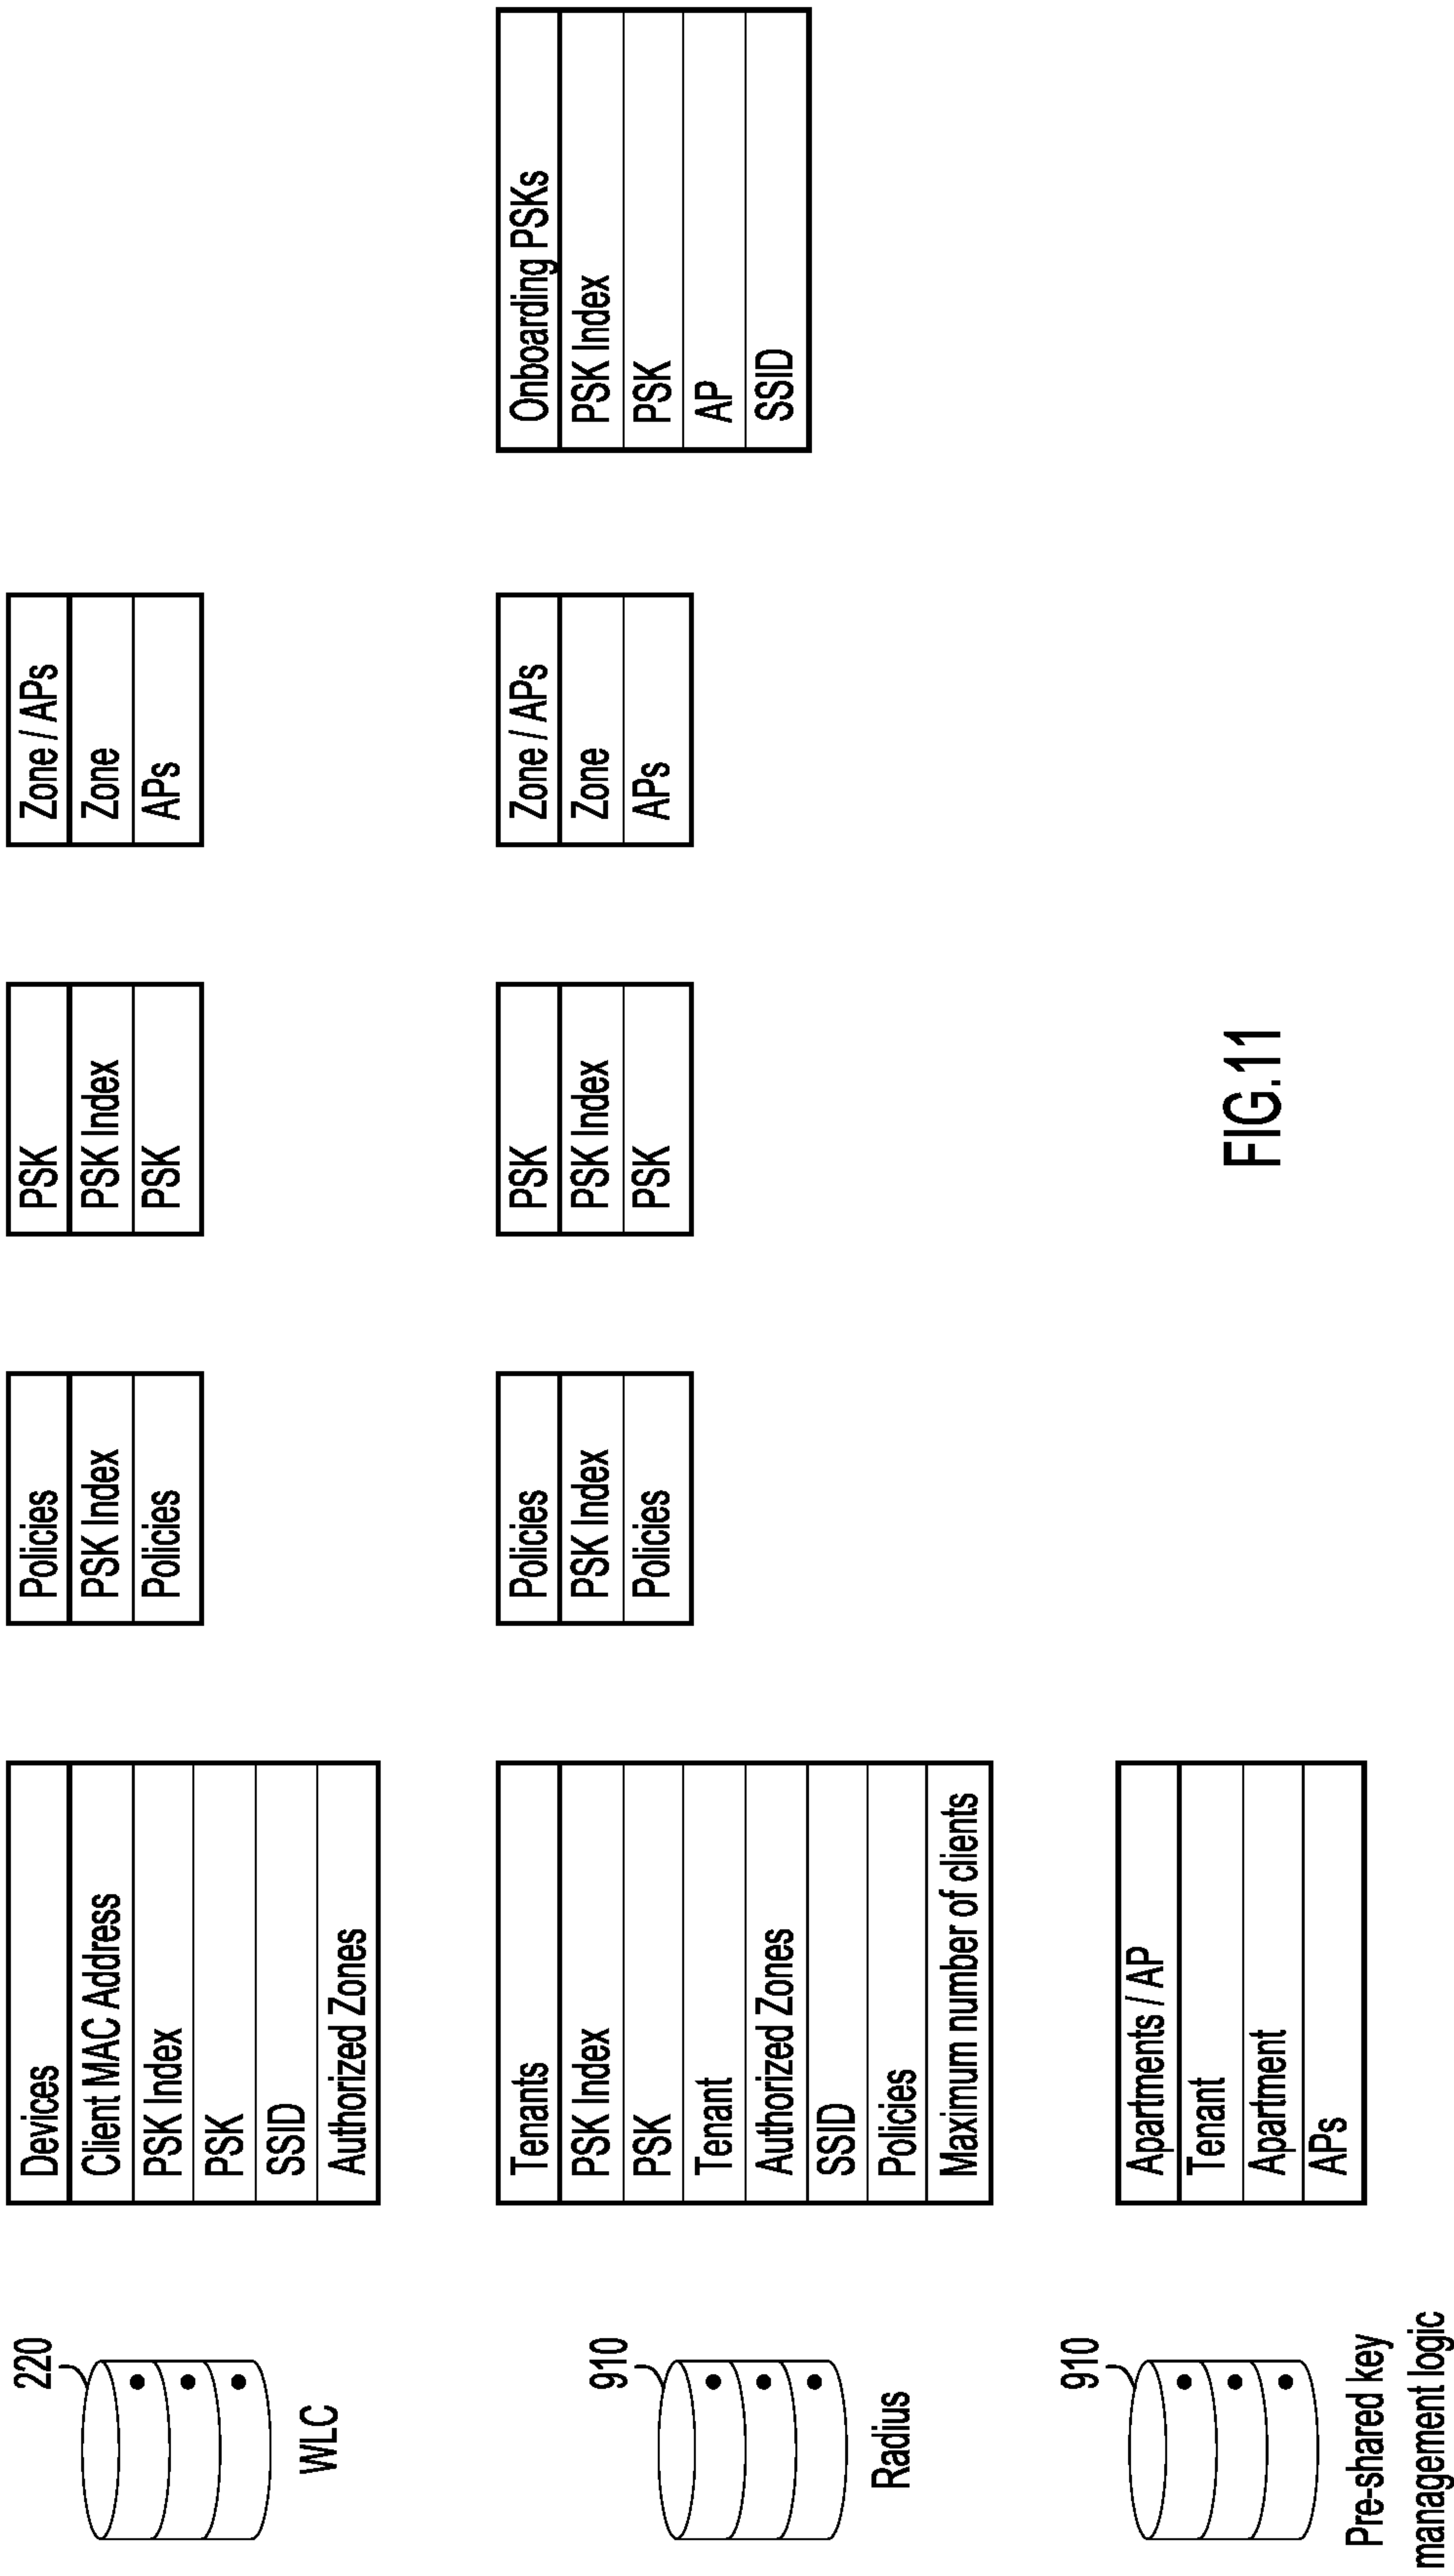 220
WLC
Devices
Client MAC Address
PSK Index
PSK
SSID
Authorized Zones
Policies
PSK Index
Policies
PSK
PSK Index
PSK
Zone / APs
Zone
APs
910
Radius
Tenants
PSK Index
PSK
Tenant
Authorized Zones
SSID
Policies
Maximum number of clients
Policies
PSK Index
Policies
PSK
PSK Index
PSK
Zone / APs
Zone
APs
Onboarding PSKs
PSK Index
PSK
AP
SSID
910
Pre-shared key
management logic
Apartments / AP
Tenant
Apartment
APs
FIG.11